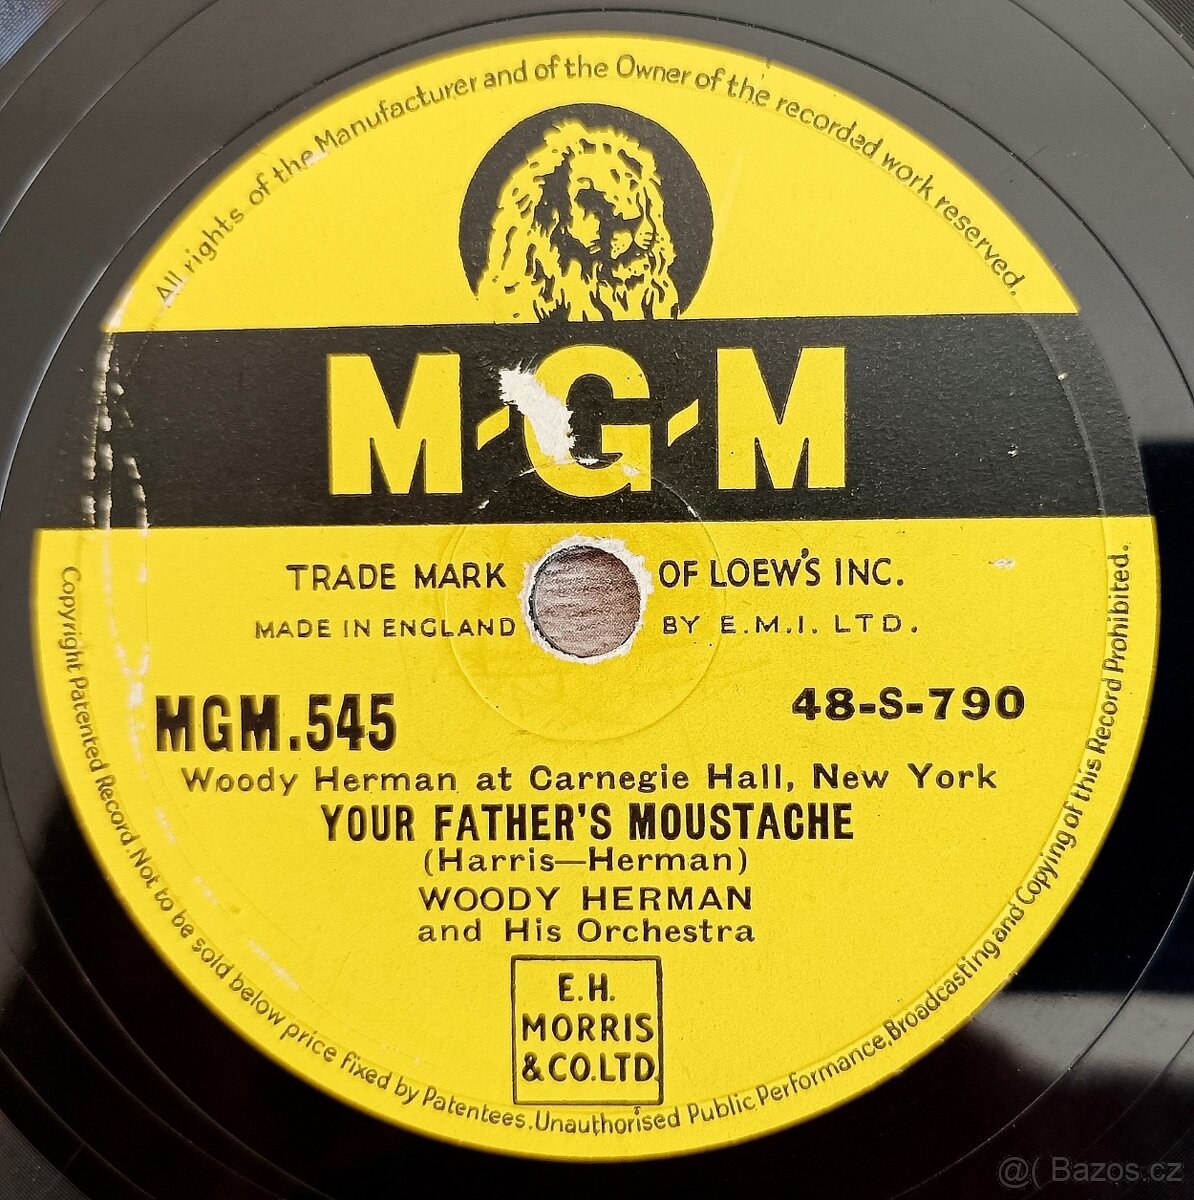 All rights of the Manufacturer and of the Owner of the recorded work reserved.
M-G-M
TRADE MARK OF LOEW'S INC.
MADE IN ENGLAND BY E.M.I. LTD.
MGM.545
48-S-790
Woody Herman at Carnegie Hall, New York
YOUR FATHER'S MOUSTACHE
(Harris—Herman)
WOODY HERMAN
and His Orchestra
E.H.
MORRIS
& CO.LTD.
Copyright Patented Record. Not to be sold below price fixed by Patentees. Unauthorised Public Performance, Broadcasting and Copying of this Record Prohibited.
@( Bazos.cz